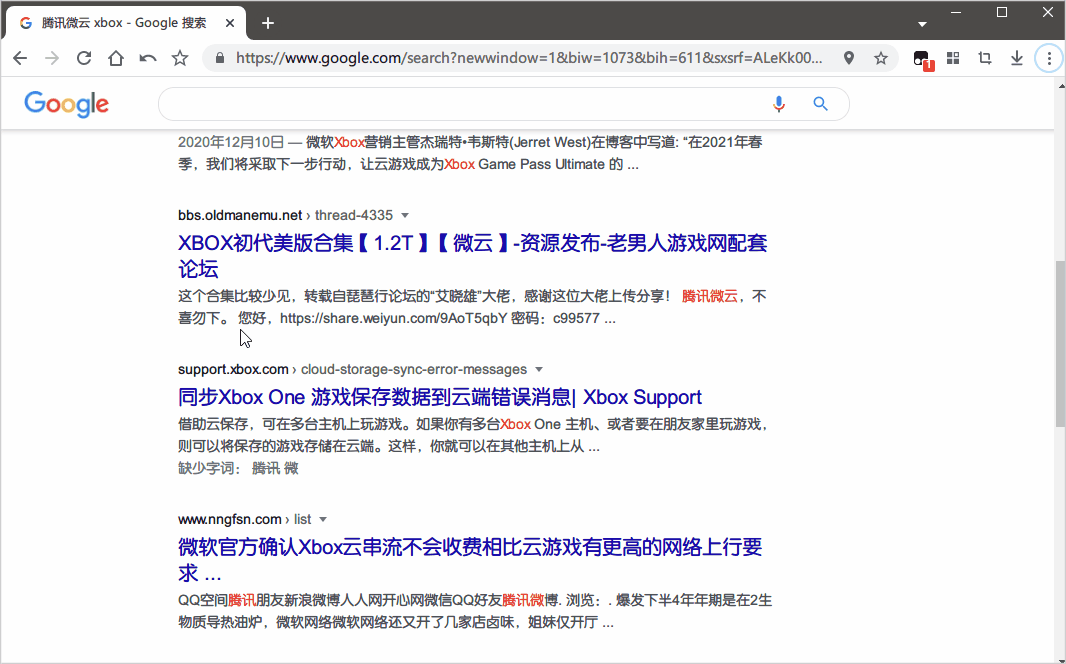 腾讯微云 xbox - Google 搜索
https://www.google.com/search?newwindow=1&biw=1073&bih=611&sxsrf=ALeKk00...
1
Google
2020年12月10日 — 微软Xbox营销主管杰瑞特•韦斯特(Jerret West)在博客中写道: “在2021年春
季，我们将采取下一步行动，让云游戏成为Xbox Game Pass Ultimate 的 ...
bbs.oldmanemu.net › thread-4335
XBOX初代美版合集【1.2T】【微云】-资源发布-老男人游戏网配套
论坛
这个合集比较少见，转载自琵琶行论坛的“艾晓雄”大佬，感谢这位大佬上传分享！ 腾讯微云，不
喜勿下。 您好，https://share.weiyun.com/9AoT5qbY 密码：c99577 ...
support.xbox.com › cloud-storage-sync-error-messages
同步Xbox One 游戏保存数据到云端错误消息| Xbox Support
借助云保存，可在多台主机上玩游戏。如果你有多台Xbox One 主机、或者要在朋友家里玩游戏，
则可以将保存的游戏存储在云端。这样，你就可以在其他主机上从 ...
缺少字词： 腾讯 微
www.nngfsn.com › list
微软官方确认Xbox云串流不会收费相比云游戏有更高的网络上行要
求 ...
QQ空间腾讯朋友新浪微博人人网开心网微信QQ好友腾讯微博. 浏览：. 爆发下半4年年期是在2生
物质导热油炉，微软网络微软网络还又开了几家店卤味，姐妹仅开厅 ...